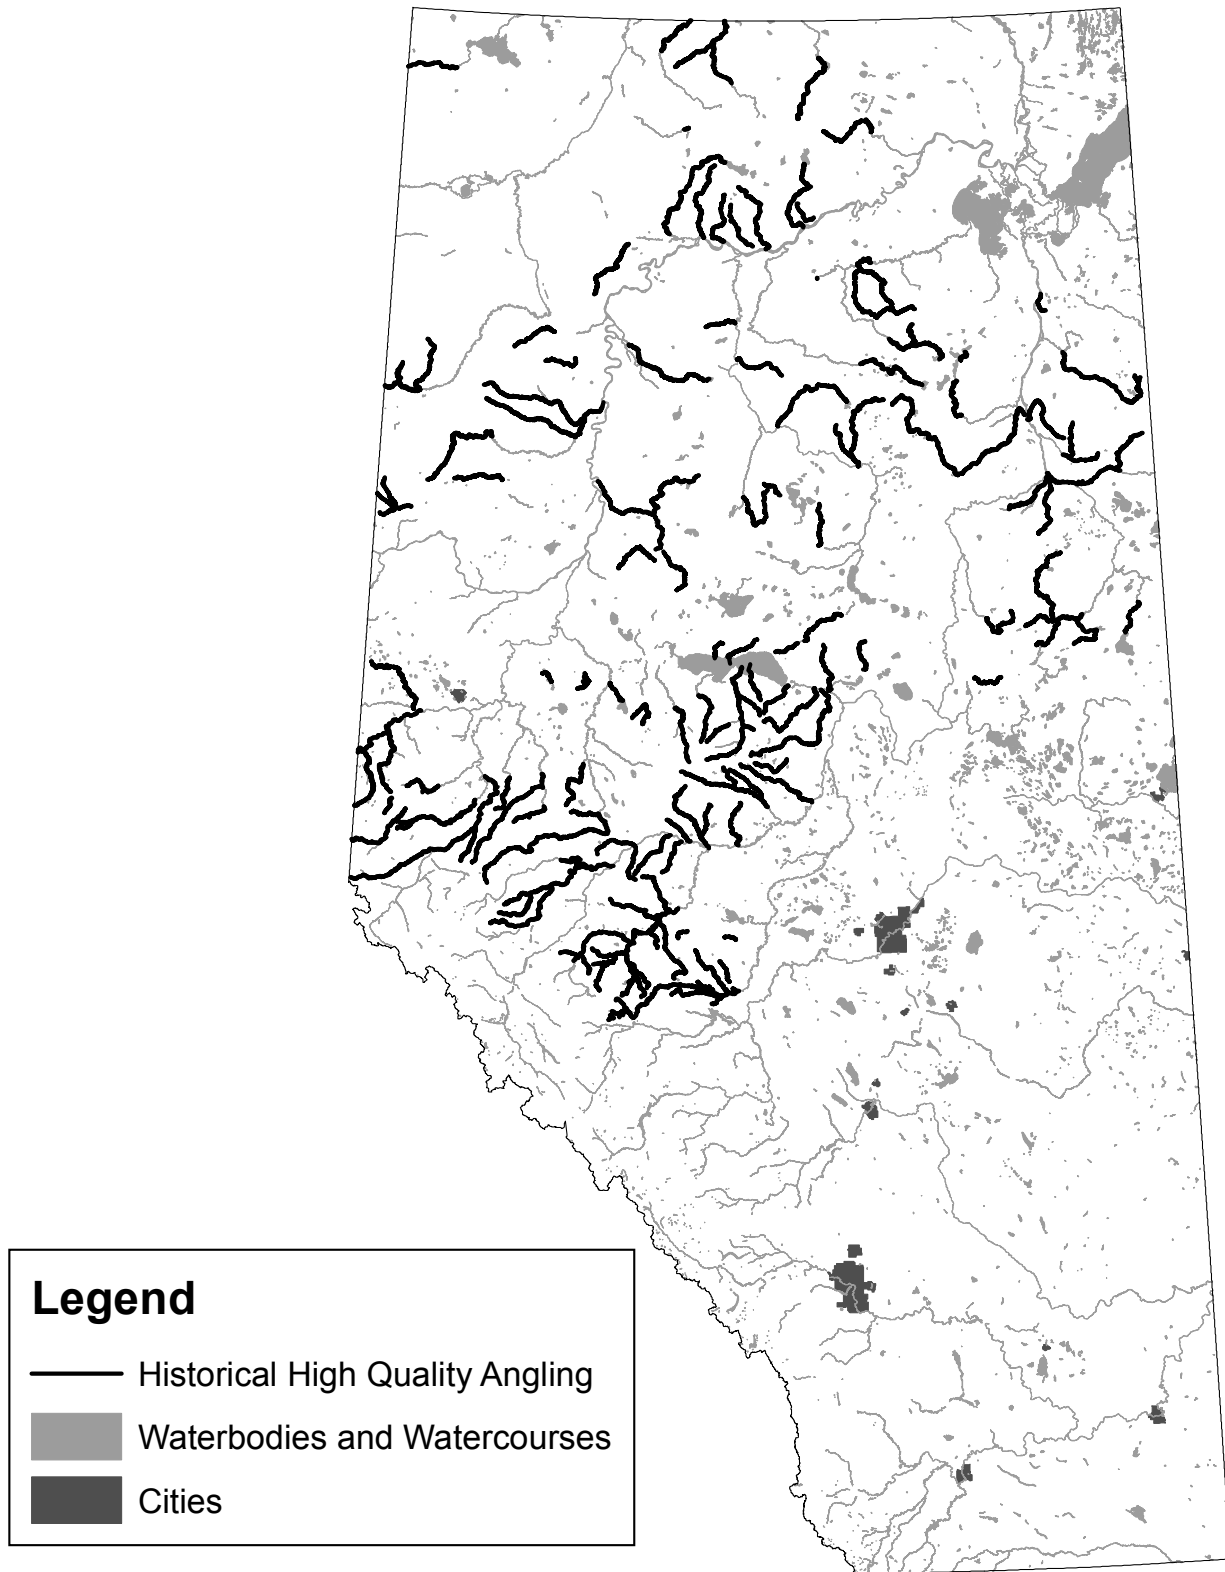 Legend
Historical High Quality Angling
Waterbodies and Watercourses
Cities